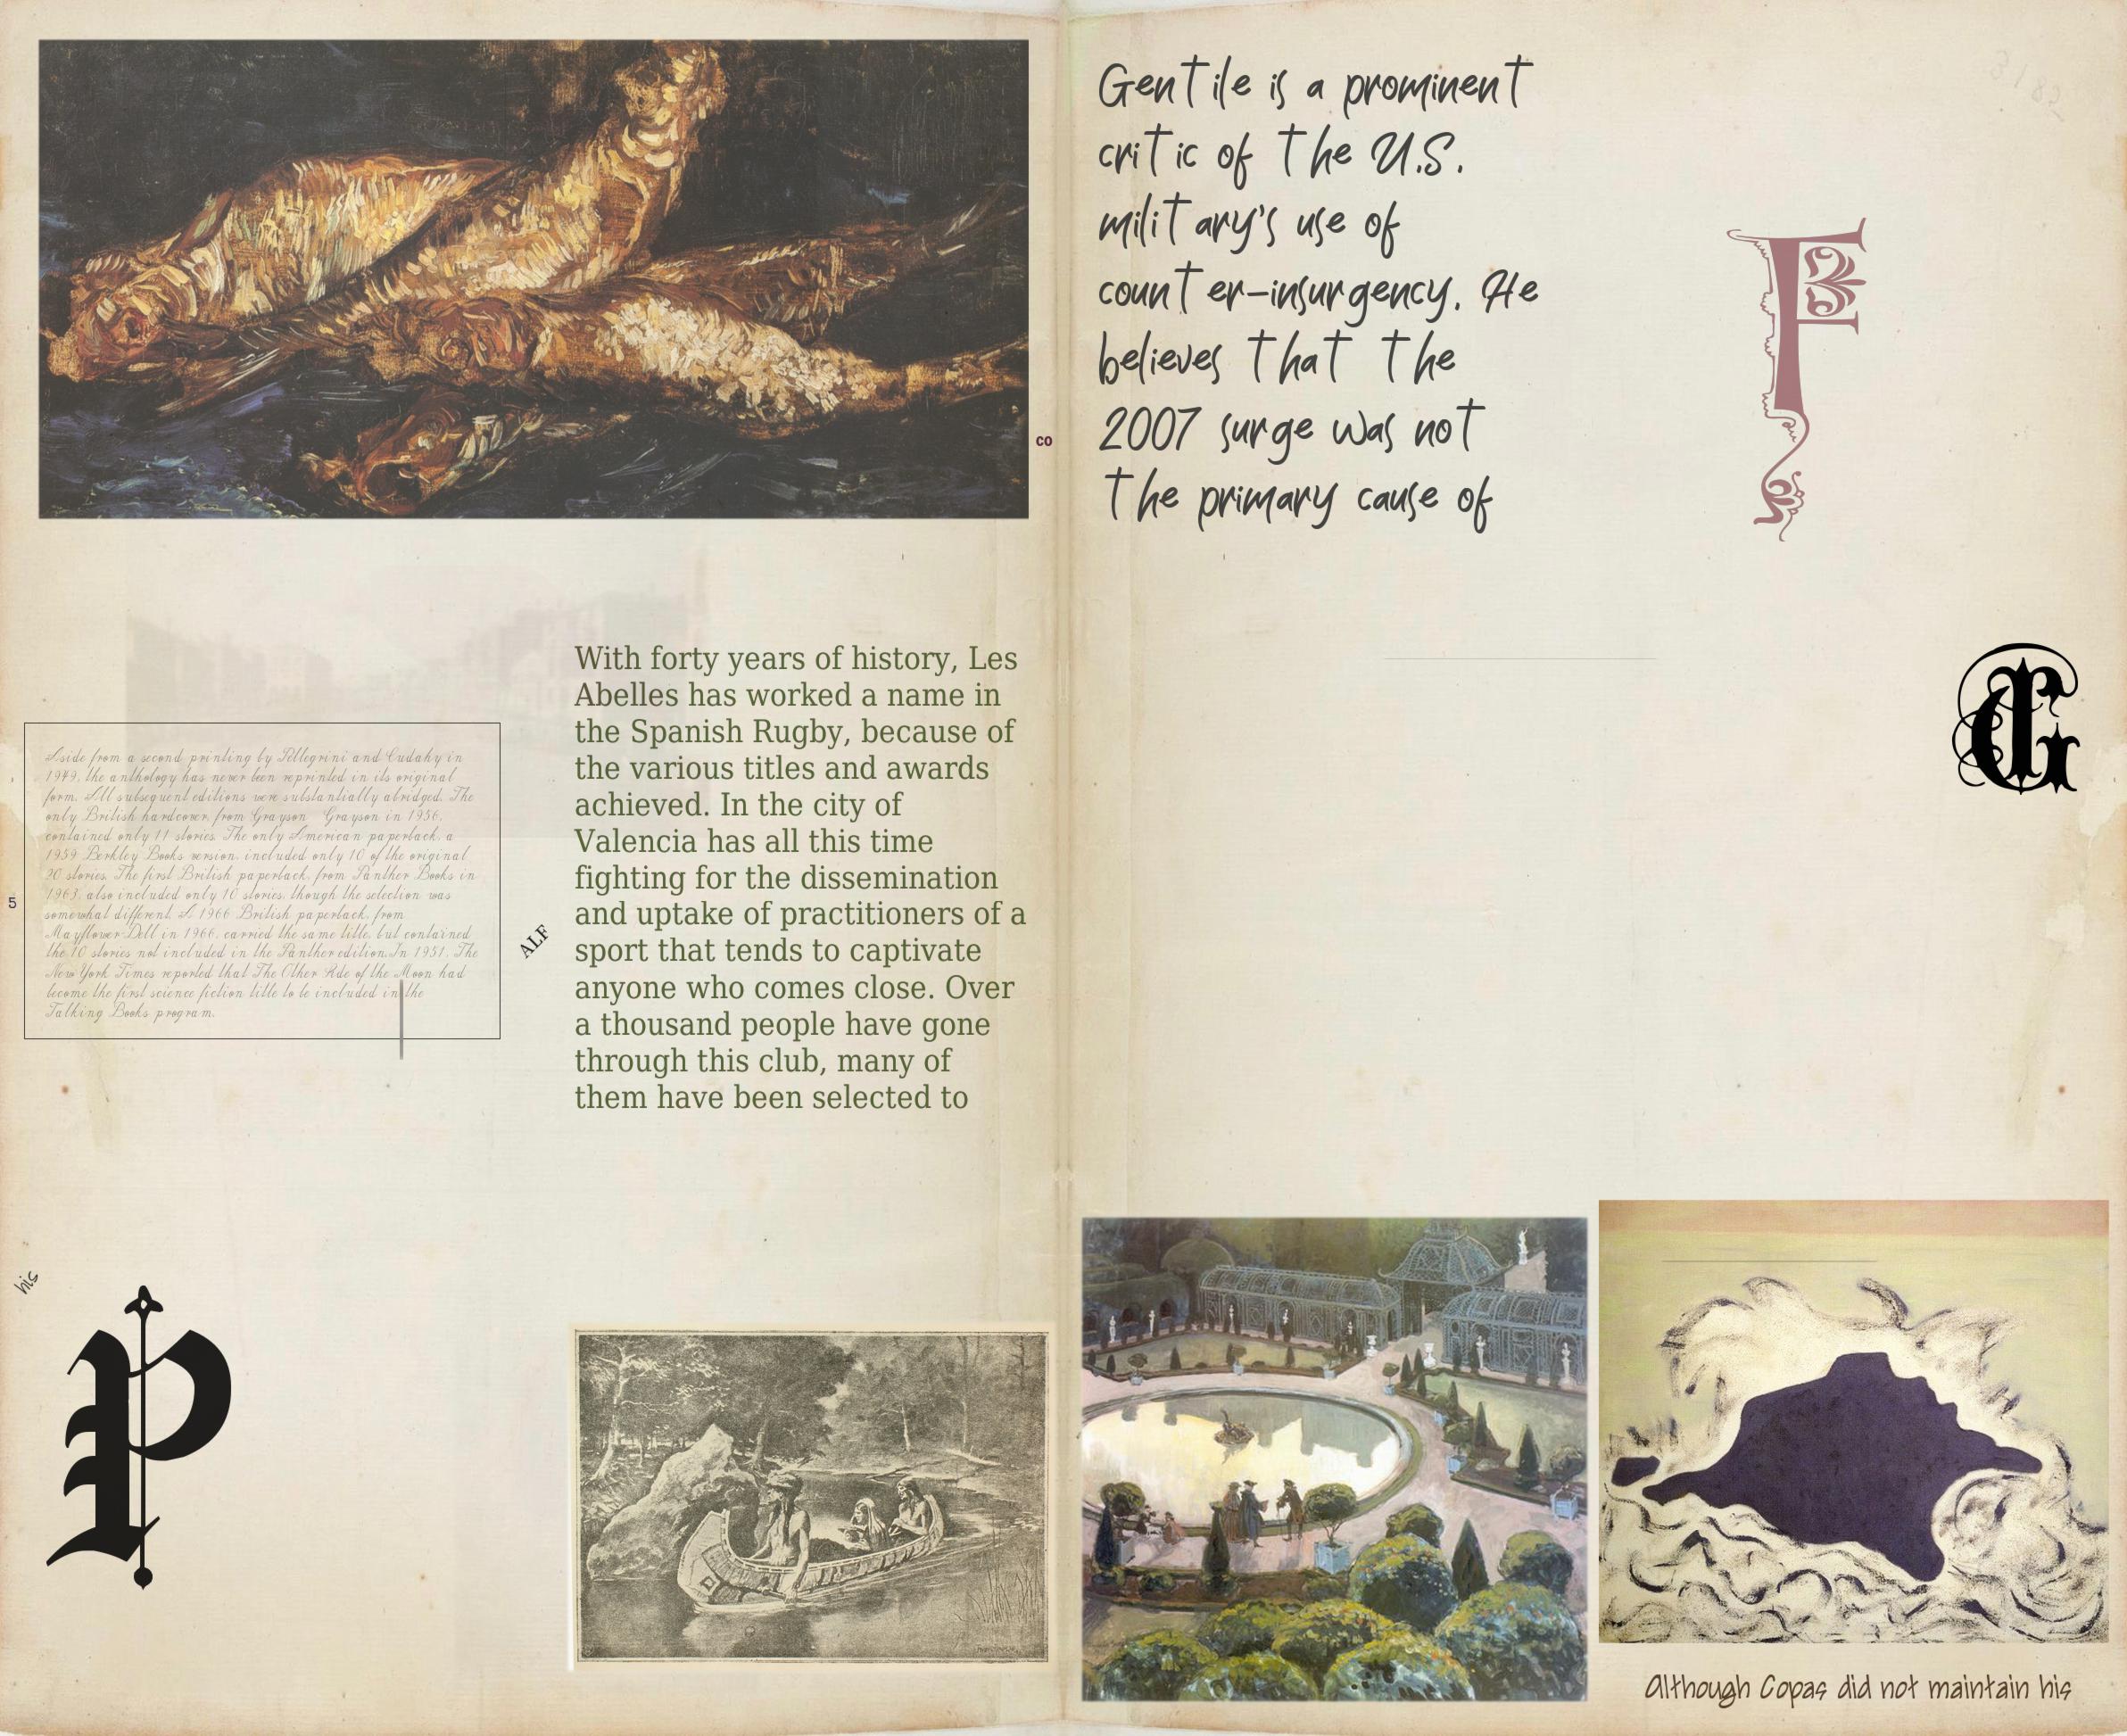 co
Aside from a second printing by Pellegrini and Cudahy in
1949, the anthology has never been reprinted in its original
form. All subsequent editions were substantially abridged. The
only British hardcover, from Grayson Grayson in 1956,
contained only 11 stories. The only American paperback, a
1959 Berkley Books version, included only 10 of the original
20 stories. The first British paperback, from Panther Books in
1963, also included only 10 stories, though the selection was
somewhat different. A 1966 British paperback, from
Mayflower-Dell in 1966, carried the same title, but contained
the 10 stories not included in the Panther edition.In 1951, The
New York Times reported that The Other Side of the Moon had
become the first science fiction title to be included in the
Talking Books program.
5
ALF
With forty years of history, Les
Abelles has worked a name in
the Spanish Rugby, because of
the various titles and awards
achieved. In the city of
Valencia has all this time
fighting for the dissemination
and uptake of practitioners of a
sport that tends to captivate
anyone who comes close. Over
a thousand people have gone
through this club, many of
them have been selected to
his
P
Gentile is a prominent
critic of the U.S.
military's use of
counter-insurgency. He
believes that the
2007 surge was not
the primary cause of
F
G
Although Copas did not maintain his